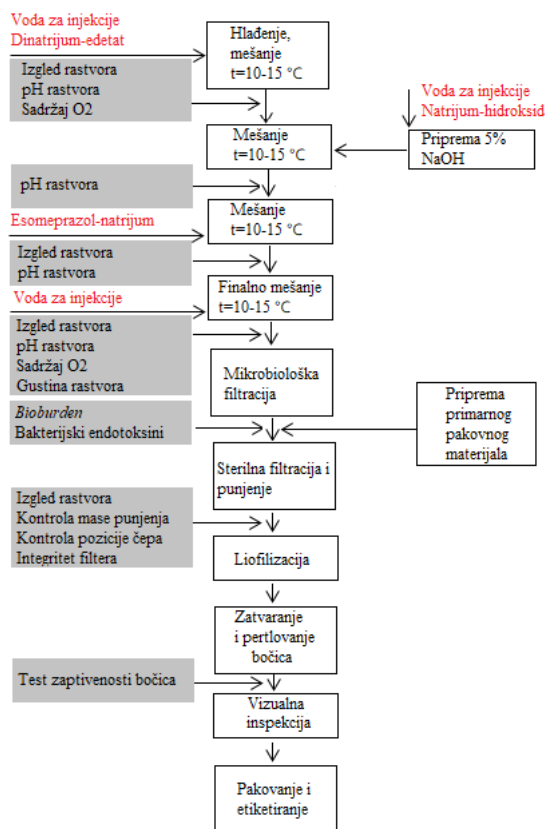 Voda za injekcije
Dinatrijum-edetat
Hlađenje,
mešanje
t=10-15 °C
Izgled rastvora
pH rastvora
Sadržaj O2
Voda za injekcije
Natrijum-hidroksid
Mešanje
t=10-15 °C
Priprema 5%
NaOH
pH rastvora
Mešanje
t=10-15 °C
Esomeprazol-natrijum
Izgled rastvora
pH rastvora
Finalno mešanje
t=10-15 °C
Voda za injekcije
Izgled rastvora
pH rastvora
Sadržaj O2
Gustina rastvora
Mikrobiološka
filtracija
Bioburden
Bakterijski endotoksini
Priprema
primarnog
pakovnog
materijala
Sterilna filtracija i
punjenje
Izgled rastvora
Kontrola mase punjenja
Kontrola pozicije čepa
Integritet filtera
Liofilizacija
Zatvaranje
i pertlovanje
bočica
Test zaptivenosti bočica
Vizualna
inspekcija
Pakovanje i
etiketiranje